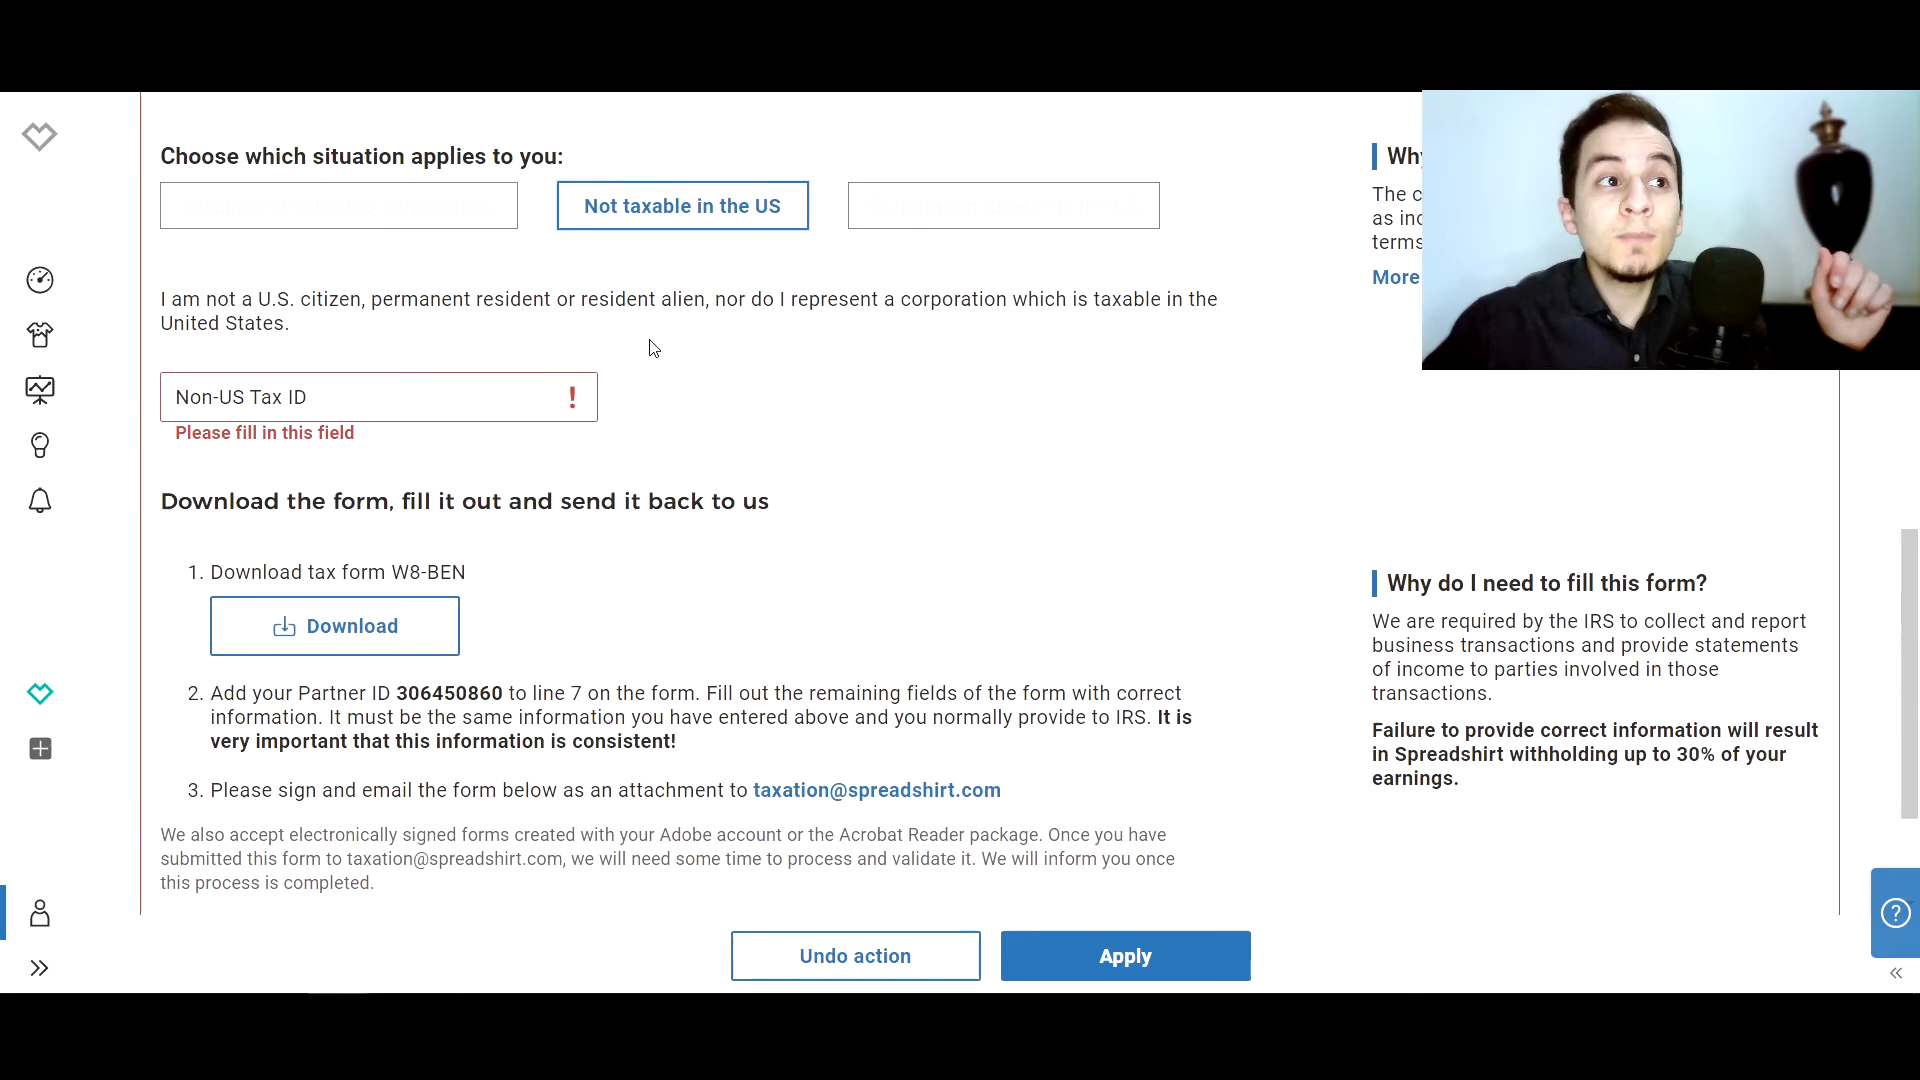 Choose which situation applies to you:
Not taxable in the US
Why
The c
as inc
terms
More
I am not a U.S. citizen, permanent resident or resident alien, nor do I represent a corporation which is taxable in the
United States.
Non-US Tax ID
!
Please fill in this field
Download the form, fill it out and send it back to us
1. Download tax form W8-BEN
Download
2. Add your Partner ID 306450860 to line 7 on the form. Fill out the remaining fields of the form with correct
information. It must be the same information you have entered above and you normally provide to IRS. It is
very important that this information is consistent!
3. Please sign and email the form below as an attachment to taxation@spreadshirt.com
We also accept electronically signed forms created with your Adobe account or the Acrobat Reader package. Once you have
submitted this form to taxation@spreadshirt.com, we will need some time to process and validate it. We will inform you once
this process is completed.
Why do I need to fill this form?
We are required by the IRS to collect and report
business transactions and provide statements
of income to parties involved in those
transactions.
Failure to provide correct information will result
in Spreadshirt withholding up to 30% of your
earnings.
Undo action
Apply
?